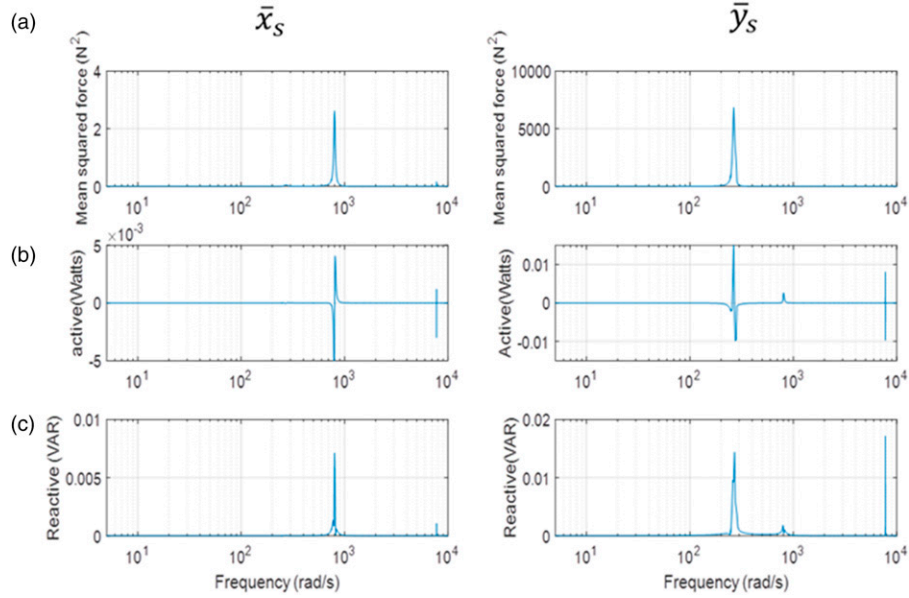 (a)
x̄s
ȳs
Mean squared force (N²)
4
2
0
10¹ 10² 10³ 10⁴
Mean squared force (N²)
10000
5000
0
10¹ 10² 10³ 10⁴
(b)
×10⁻³
active(Watts)
5
0
-5
10¹ 10² 10³ 10⁴
Active(Watts)
0.01
0
-0.01
10¹ 10² 10³ 10⁴
(c)
Reactive (VAR)
0.01
0.005
0
10¹ 10² 10³ 10⁴
Frequency (rad/s)
Reactive(VAR)
0.02
0.01
0
10¹ 10² 10³ 10⁴
Frequency (rad/s)